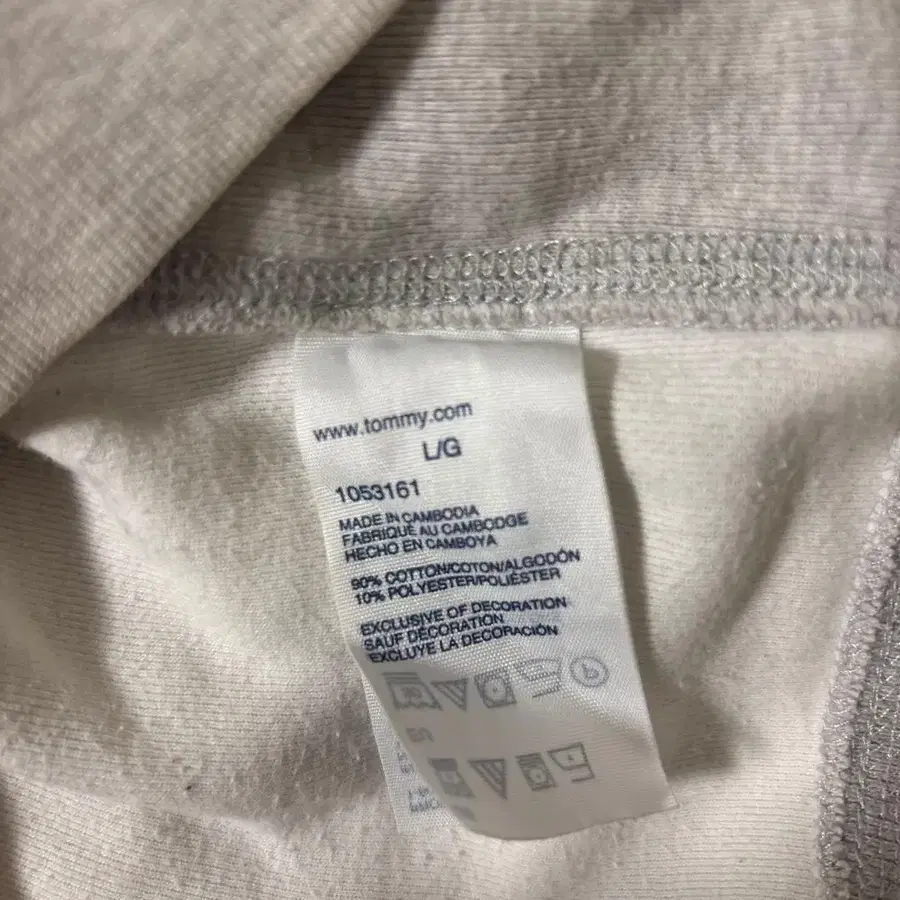 www.tommy.com
L/G
1053161
MADE IN CAMBODIA
FABRIQUÉ AU CAMBODGE
HECHO EN CAMBOYA
90% COTTON/COTON/ALGODÓN
10% POLYESTER/POLIÉSTER
EXCLUSIVE OF DECORATION
SAUF DÉCORATION
EXCLUYE LA DECORACIÓN